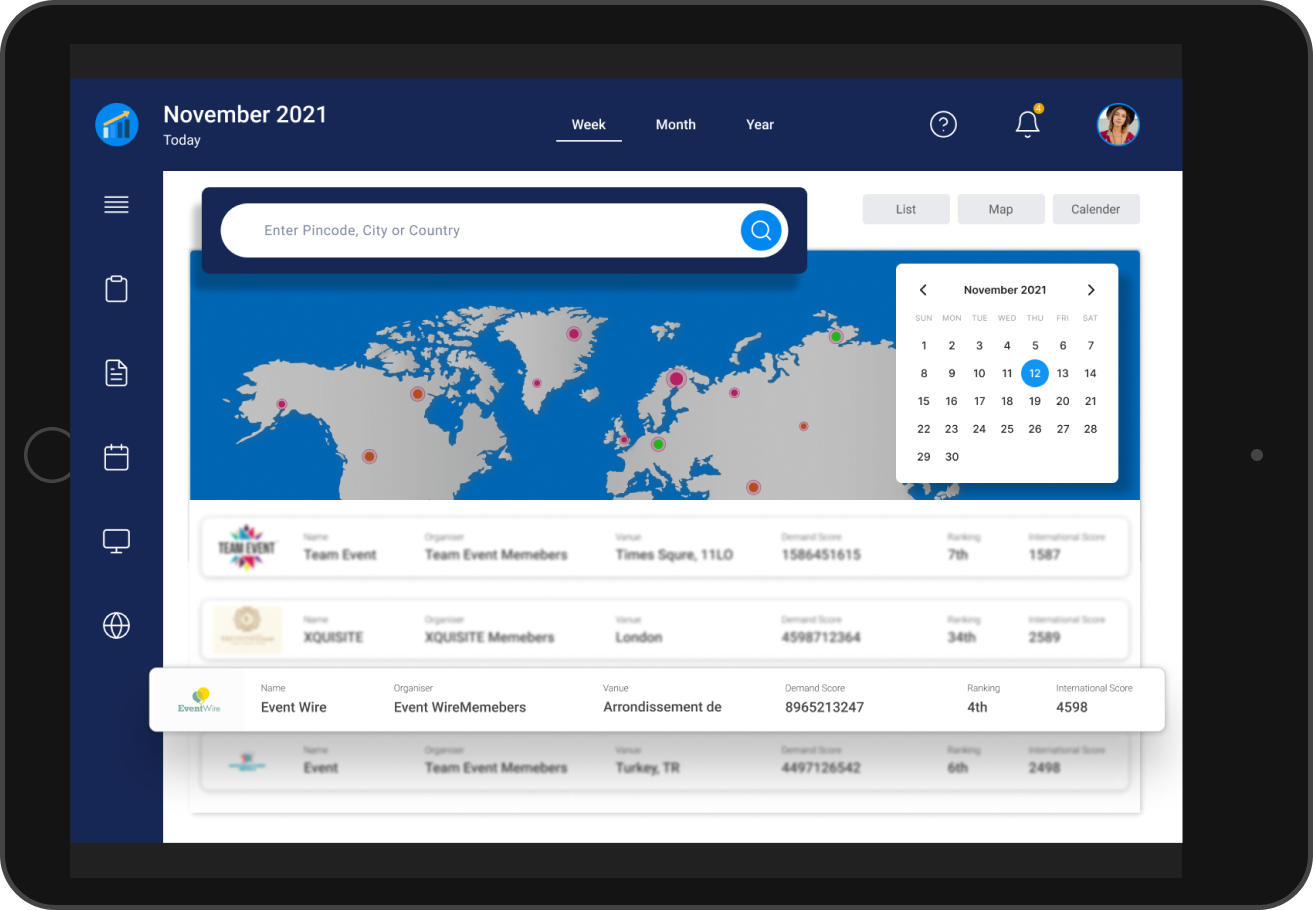 November 2021
Today
Week Month Year
4
Enter Pincode, City or Country
List Map Calender
November 2021
SUN MON TUE WED THU FRI SAT
1 2 3 4 5 6 7
8 9 10 11 12 13 14
15 16 17 18 19 20 21
22 23 24 25 26 27 28
29 30
TEAM EVENT
Name Organiser Vanue Demand Score Ranking International Score
Team Event Team Event Memebers Times Squre, 11LO 1586451615 7th 1587
Name Organiser Vanue Demand Score Ranking International Score
XQUISITE XQUISITE Memebers London 4598712364 34th 2589
EventWire
Name Organiser Vanue Demand Score Ranking International Score
Event Wire Event WireMemebers Arrondissement de 8965213247 4th 4598
Name Organiser Vanue Demand Score Ranking International Score
Event Team Event Memebers Turkey, TR 4497126542 6th 2498